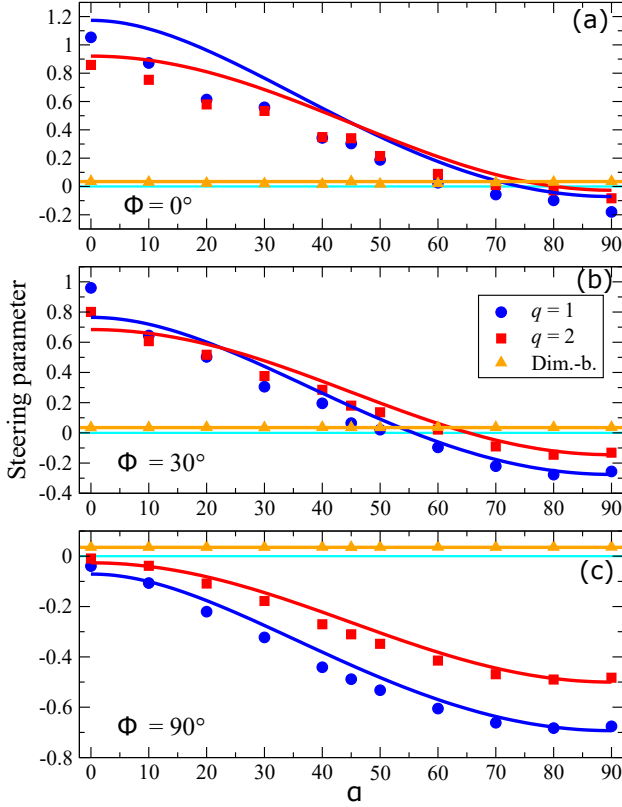 1.2
1
0.8
0.6
0.4
0.2
0
-0.2
(a)
Φ = 0°
0 10 20 30 40 50 60 70 80 90
1
0.8
0.6
0.4
0.2
0
-0.2
-0.4
(b)
q = 1
q = 2
Dim.-b.
Φ = 30°
0 10 20 30 40 50 60 70 80 90
Steering parameter
0
-0.2
-0.4
-0.6
-0.8
(c)
Φ = 90°
0 10 20 30 40 50 60 70 80 90
α